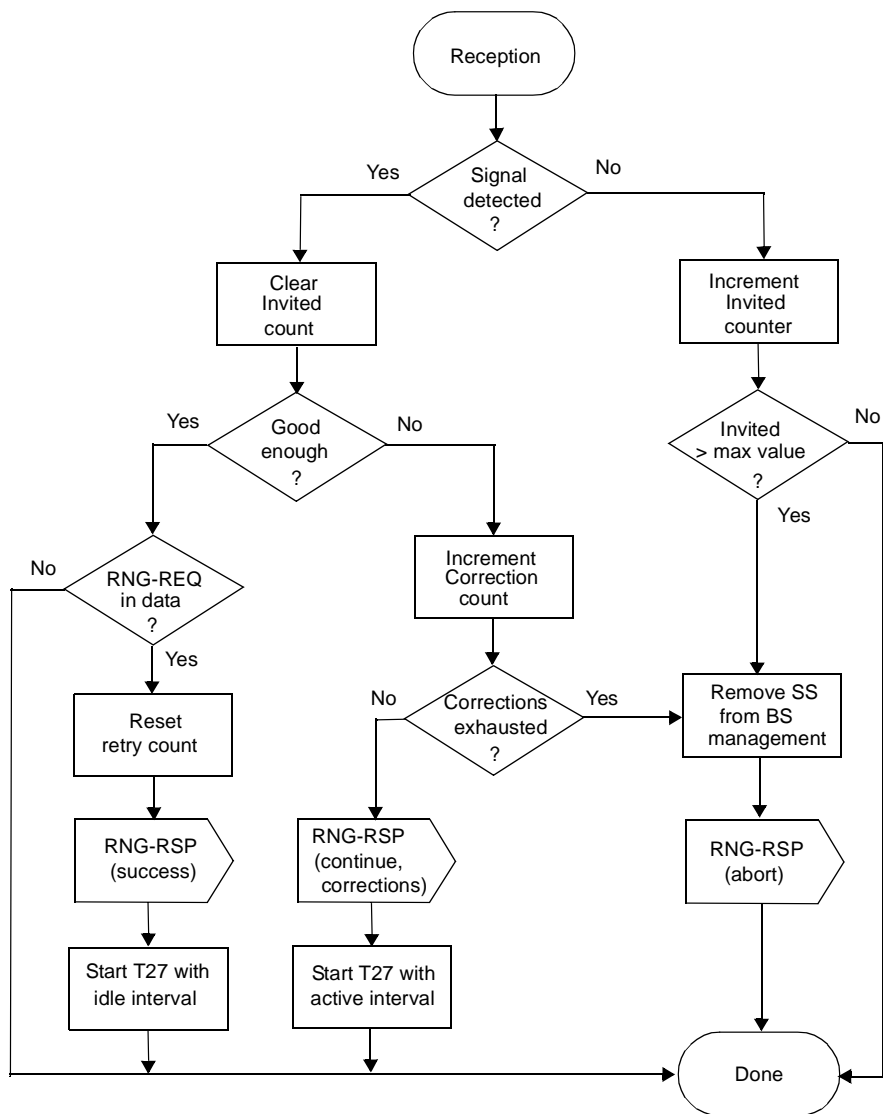 Reception
Yes
Signal
detected
?
No
Clear
Invited
count
Increment
Invited
counter
Yes
Good
enough
?
No
Invited
> max value
?
No
Yes
No
RNG-REQ
in data
?
Yes
Increment
Correction
count
Reset
retry count
No
Corrections
exhausted
?
Yes
Remove SS
from BS
management
RNG-RSP
(success)
RNG-RSP
(continue,
corrections)
RNG-RSP
(abort)
Start T27 with
idle interval
Start T27 with
active interval
Done